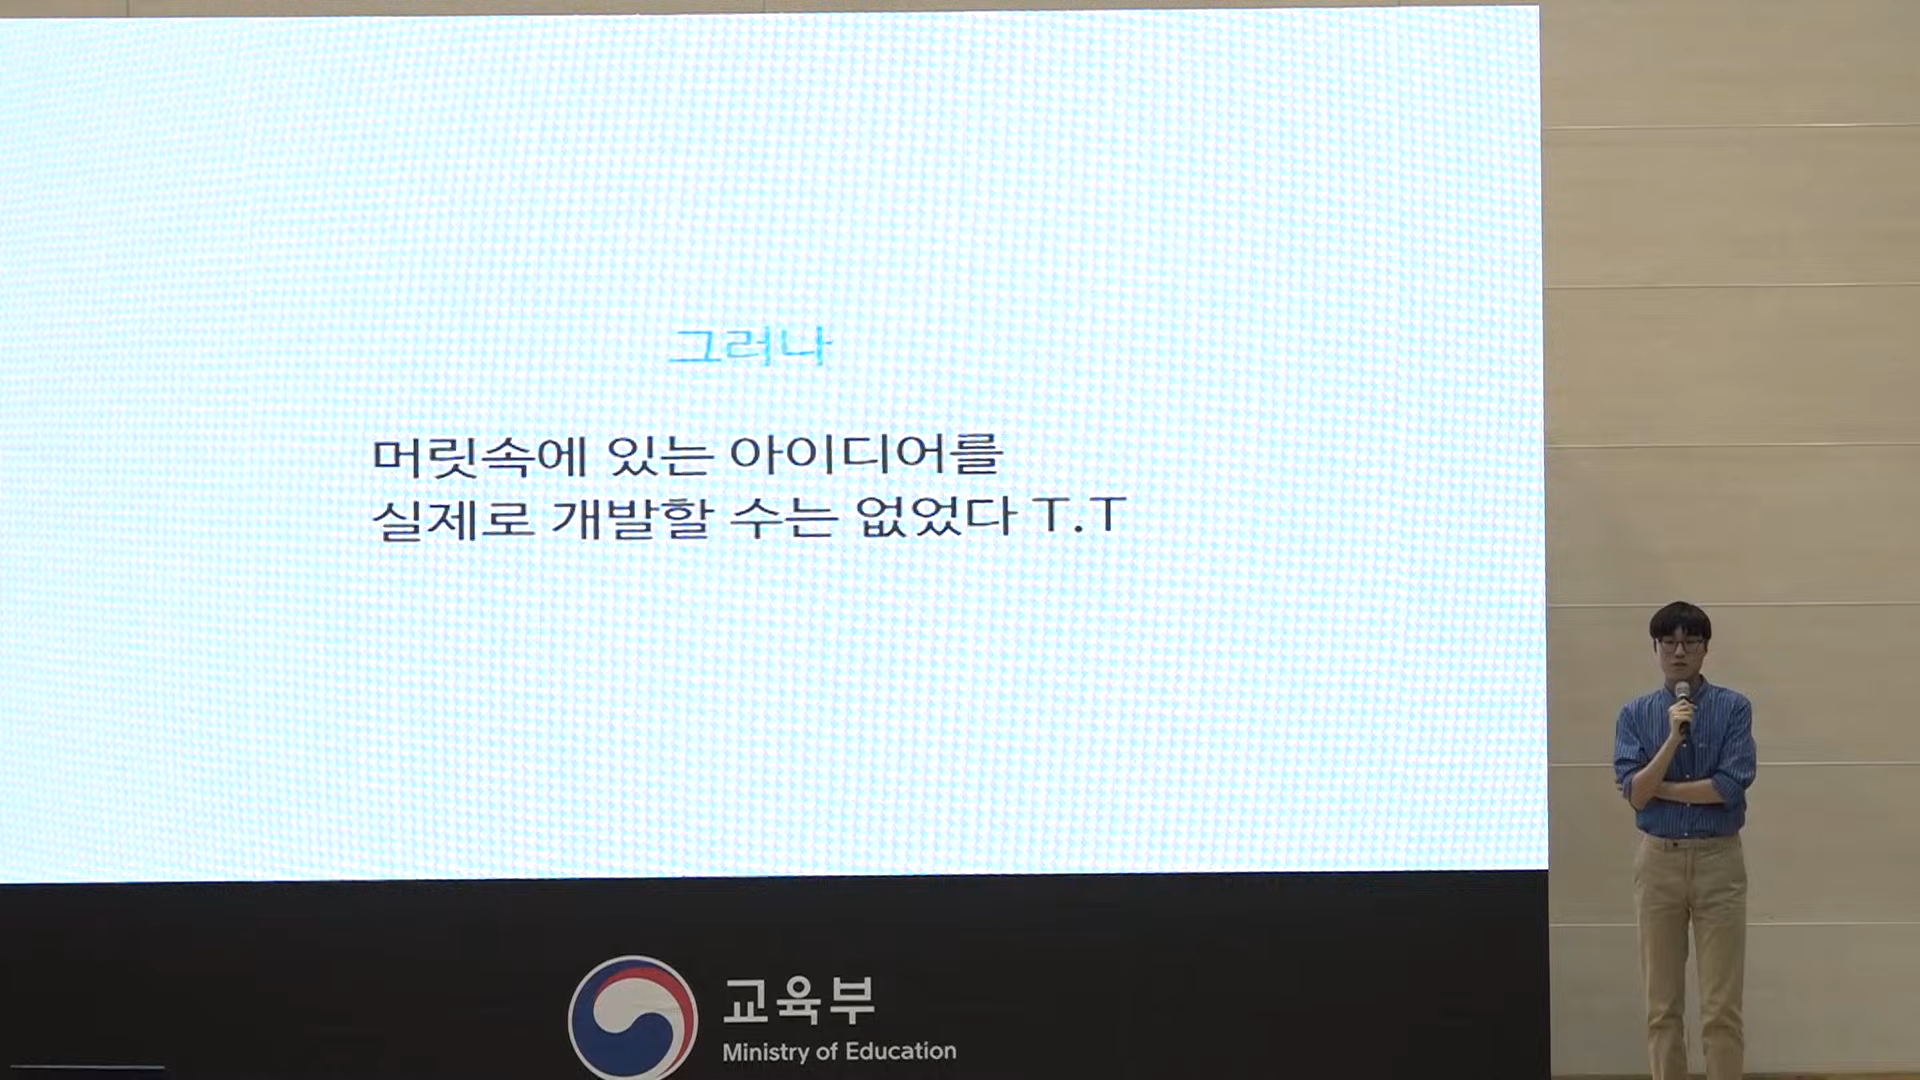 그러나
머릿속에 있는 아이디어를
실제로 개발할 수는 없었다 T.T
교육부
Ministry of Education